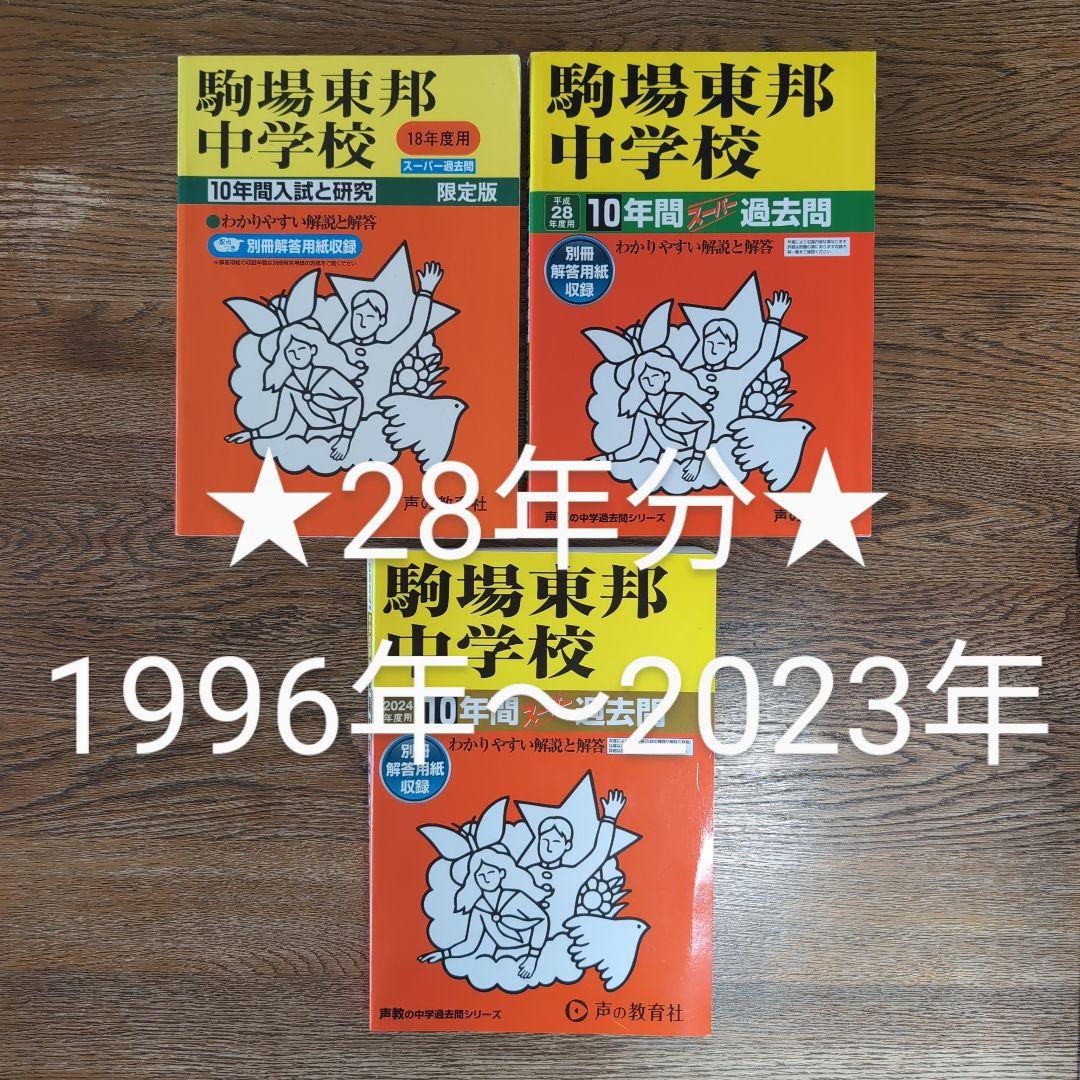 駒場東邦
中学校
18年度用
スーパー過去問
10年間入試と研究
限定版
●わかりやすい解説と解答
配点つき
別冊解答用紙収録
声の教育社
駒場東邦
中学校
平成
28
年度用
10年間スーパー過去問
わかりやすい解説と解答
別冊
解答用紙
収録
声教の中学過去問シリーズ
声の
★28年分★
1996年〜2023年
駒場東邦
中学校
2024
年度用
10年間スーパー過去問
わかりやすい解説と解答
別冊
解答用紙
収録
声教の中学過去問シリーズ
声の教育社